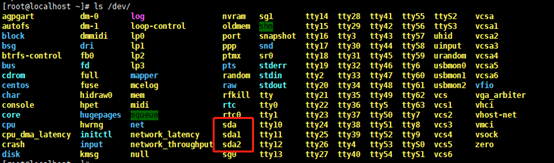 [root@localhost ~]# ls /dev/
agpgart dm-0 log nvram sg1 tty14 tty28 tty41 tty55 ttyS2 vcsa
autofs dm-1 loop-control oldmem shm tty15 tty29 tty42 tty56 ttyS3 vcsa1
block dmmidi lp0 port snapshot tty16 tty3 tty43 tty57 uhid vcsa2
bsg dri lp1 ppp snd tty17 tty30 tty44 tty58 uinput vcsa3
btrfs-control fb0 lp2 ptmx sr0 tty18 tty31 tty45 tty59 urandom vcsa4
bus fd lp3 pts stderr tty19 tty32 tty46 tty6 usbmon0 vcsa5
cdrom full mapper random stdin tty2 tty33 tty47 tty60 usbmon1 vcsa6
centos fuse mcelog raw stdout tty20 tty34 tty48 tty61 usbmon2 vfio
char hidraw0 mem rfkill tty tty21 tty35 tty49 tty62 vcs vga_arbiter
console hpet midi rtc tty0 tty22 tty36 tty5 tty63 vcs1 vhci
core hugepages mqueue rtc0 tty1 tty23 tty37 tty50 tty7 vcs2 vhost-net
cpu hwrng net sda tty10 tty24 tty38 tty51 tty8 vcs3 vmci
cpu_dma_latency initctl network_latency sda1 tty11 tty25 tty39 tty52 tty9 vcs4 vsock
crash input network_throughput sda2 tty12 tty26 tty4 tty53 ttyS0 vcs5 zero
disk kmsg null sg0 tty13 tty27 tty40 tty54 ttyS1 vcs6